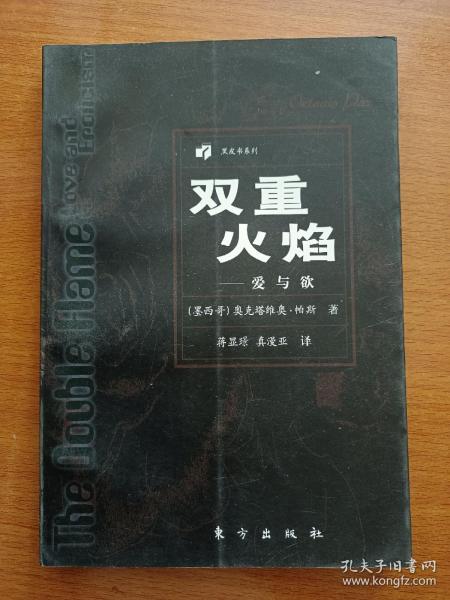 The Double Flame
Love and
Eroticism
Octavio Paz
黑皮书系列
双重
火焰
——爱与欲
(墨西哥)奥克塔维奥·帕斯 著
蒋显璟 真漫亚 译
东方出版社
孔夫子旧书网
www.kongfz.com